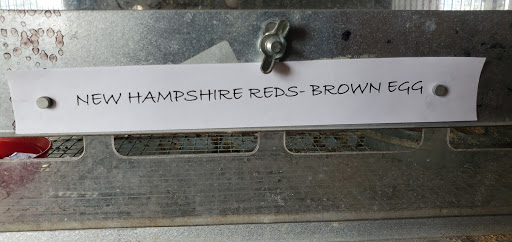 NEW HAMPSHIRE REDS- BROWN EGG